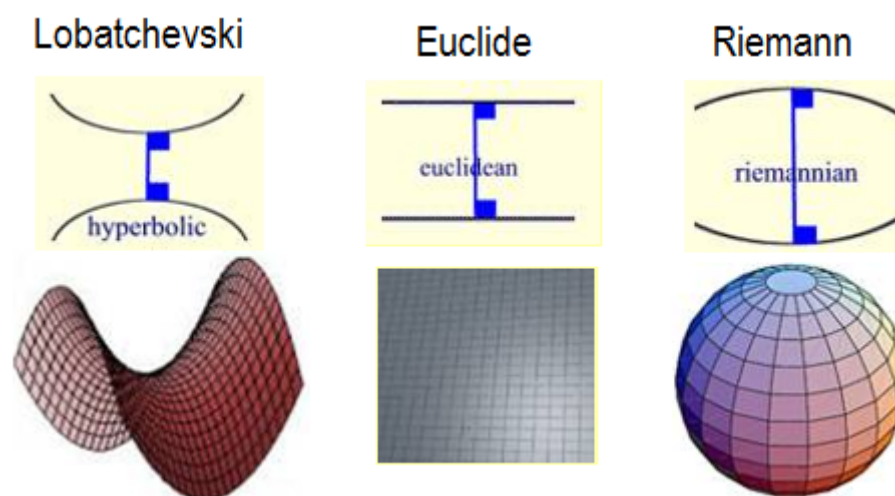 Lobatchevski
Euclide
Riemann
hyperbolic
euclidean
riemannian